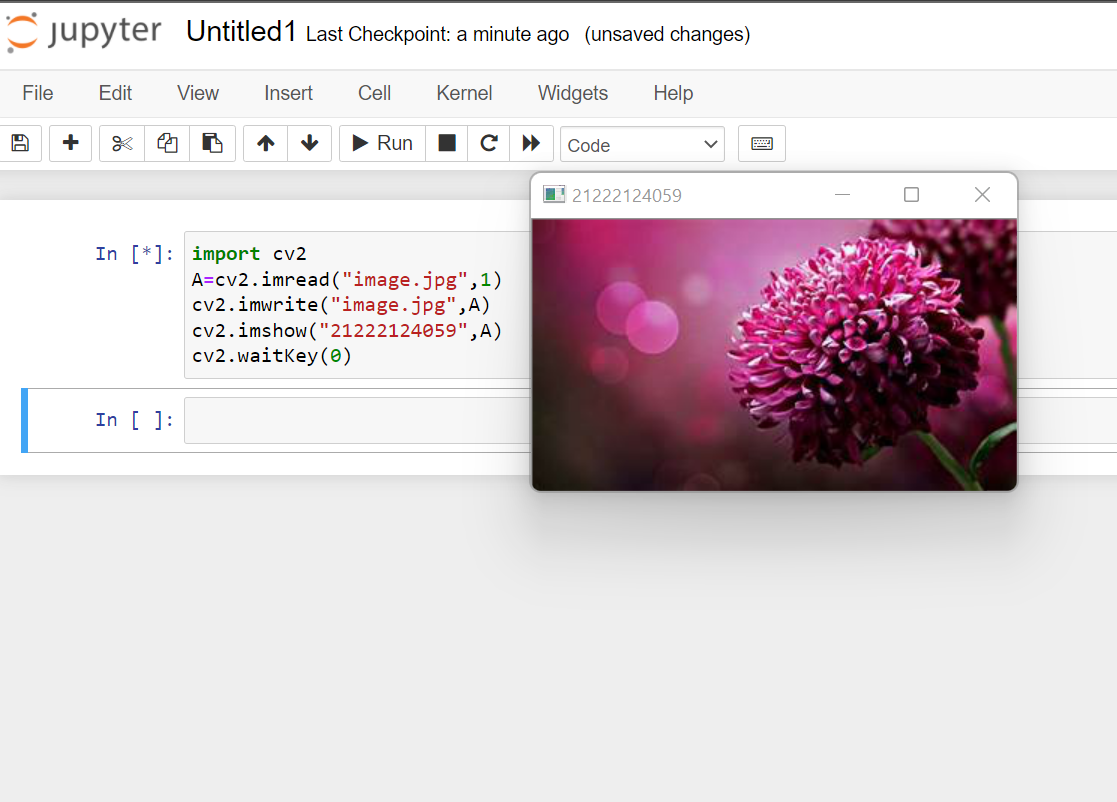 jupyter Untitled1 Last Checkpoint: a minute ago (unsaved changes)
File Edit View Insert Cell Kernel Widgets Help
Run Code
21222124059
In [*]: import cv2
A=cv2.imread("image.jpg",1)
cv2.imwrite("image.jpg",A)
cv2.imshow("21222124059",A)
cv2.waitKey(0)
In [ ]: